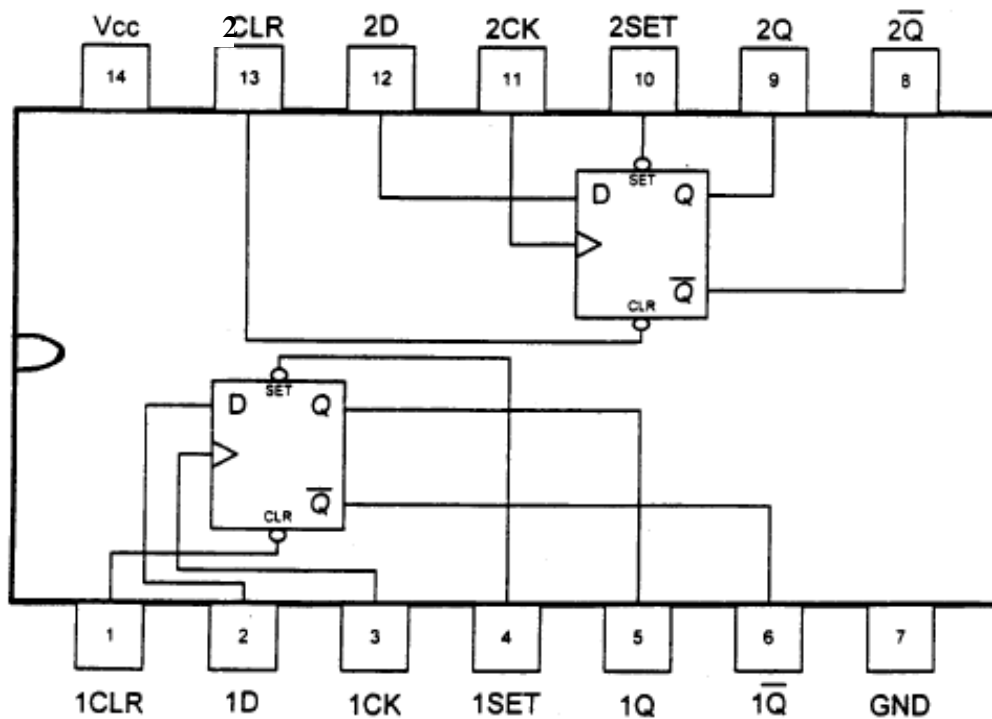 Vcc 2CLR 2D 2CK 2SET 2Q 2Q̅
14 13 12 11 10 9 8
SET
D Q
Q̅
CLR
SET
D Q
Q̅
CLR
1 2 3 4 5 6 7
1CLR 1D 1CK 1SET 1Q 1Q̅ GND